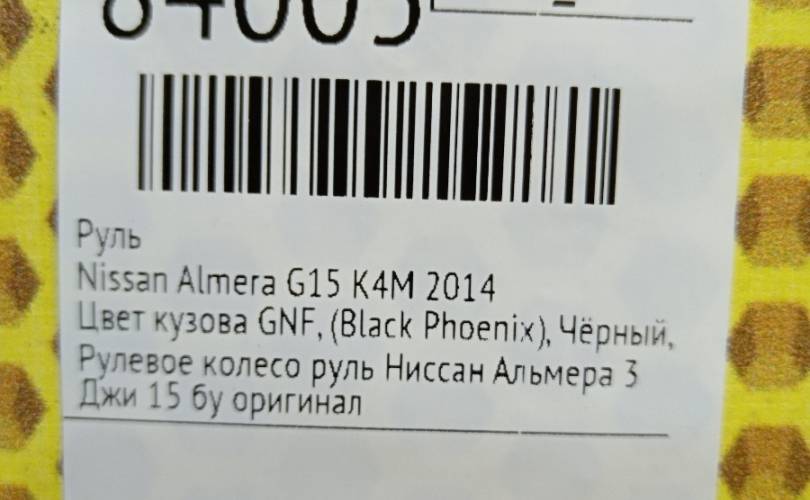 84005
Руль
Nissan Almera G15 K4M 2014
Цвет кузова GNF, (Black Phoenix), Чёрный,
Рулевое колесо руль Ниссан Альмера 3
Джи 15 бу оригинал